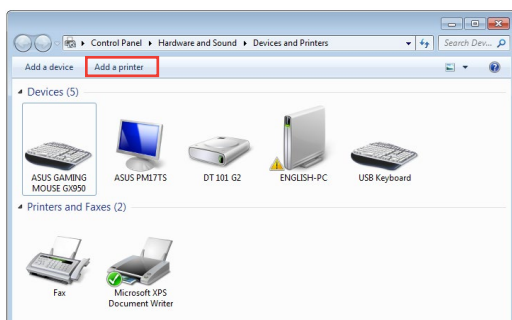 Control Panel ▸ Hardware and Sound ▸ Devices and Printers
Search Dev...
Add a device
Add a printer
Devices (5)
ASUS GAMING
MOUSE GX950
ASUS PM17TS
DT 101 G2
ENGLISH-PC
USB Keyboard
Printers and Faxes (2)
Fax
Microsoft XPS
Document Writer